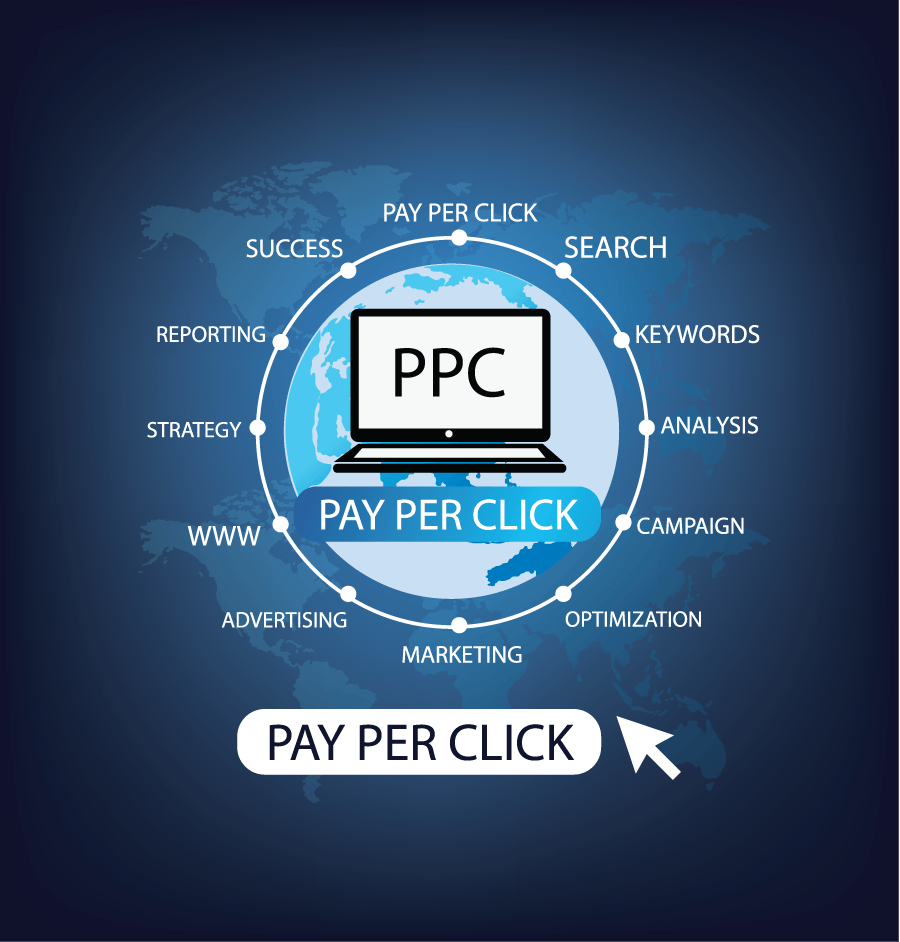 PAY PER CLICK
SUCCESS
SEARCH
REPORTING
KEYWORDS
PPC
STRATEGY
ANALYSIS
PAY PER CLICK
WWW
CAMPAIGN
ADVERTISING
OPTIMIZATION
MARKETING
PAY PER CLICK